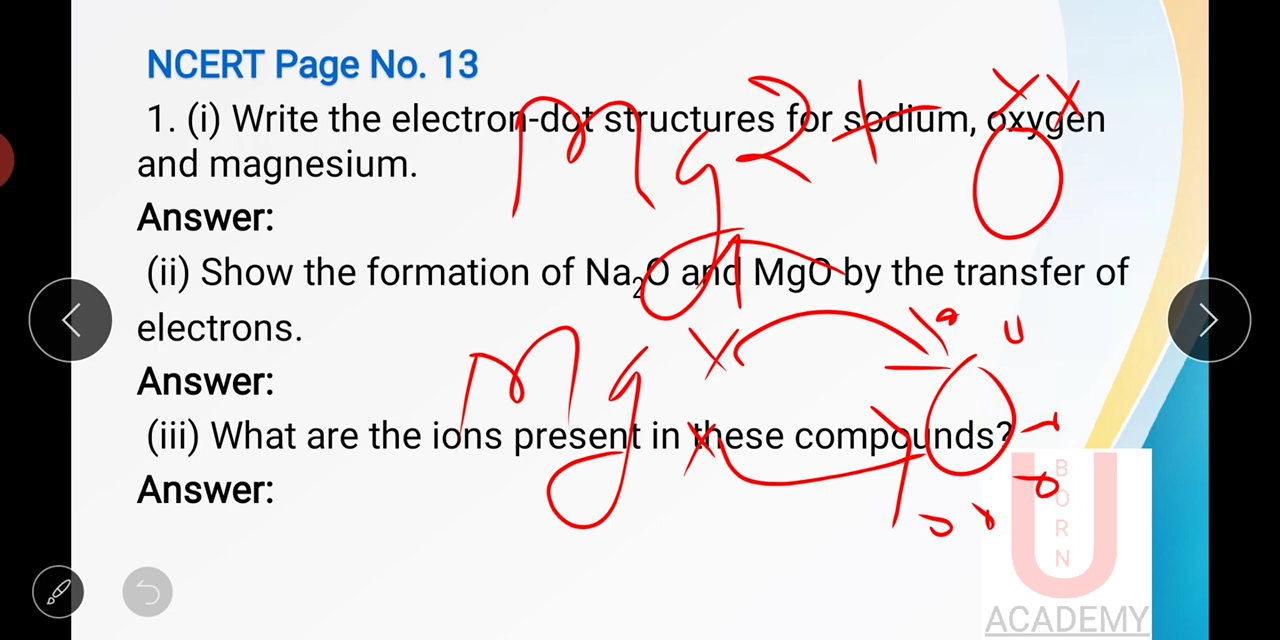 NCERT Page No. 13
1. (i) Write the electron-dot structures for sodium, oxygen
and magnesium.
Mg2+ O
Answer:
(ii) Show the formation of Na₂O and MgO by the transfer of
electrons.
Mg x O
Answer:
(iii) What are the ions present in these compounds?
x
Answer:
U
BORN
ACADEMY